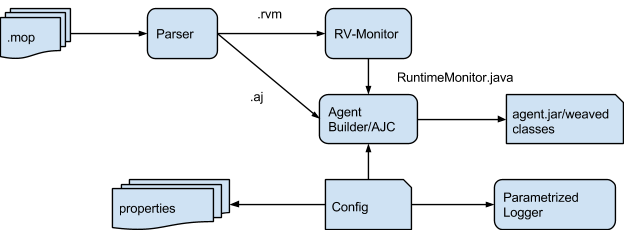 .rvm
.mop
Parser
RV-Monitor
RuntimeMonitor.java
.aj
Agent
Builder/AJC
agent.jar/weaved
classes
properties
Config
Parametrized
Logger